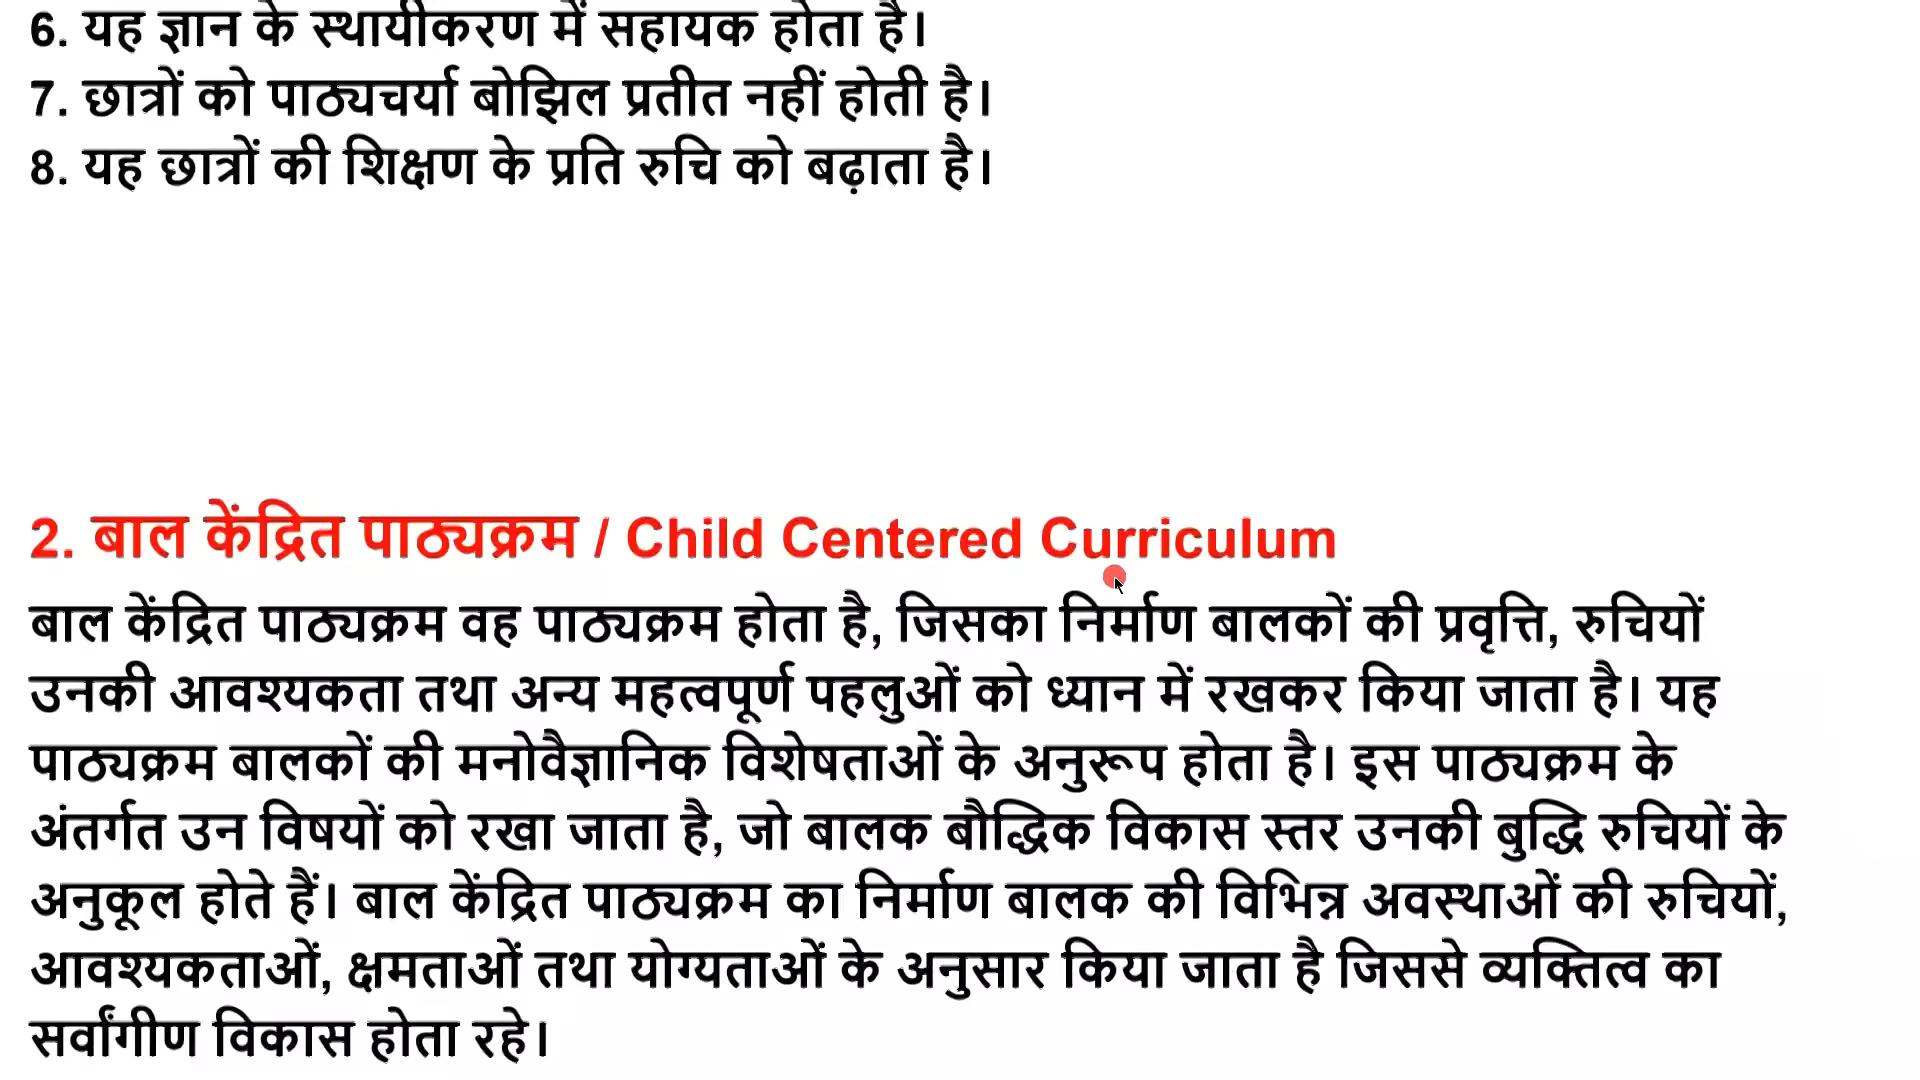 6. यह ज्ञान के स्थायीकरण में सहायक होता है।
7. छात्रों को पाठ्यचर्या बोझिल प्रतीत नहीं होती है।
8. यह छात्रों की शिक्षण के प्रति रुचि को बढ़ाता है।
2. बाल केंद्रित पाठ्यक्रम / Child Centered Curriculum
बाल केंद्रित पाठ्यक्रम वह पाठ्यक्रम होता है, जिसका निर्माण बालकों की प्रवृत्ति, रुचियों
उनकी आवश्यकता तथा अन्य महत्वपूर्ण पहलुओं को ध्यान में रखकर किया जाता है। यह
पाठ्यक्रम बालकों की मनोवैज्ञानिक विशेषताओं के अनुरूप होता है। इस पाठ्यक्रम के
अंतर्गत उन विषयों को रखा जाता है, जो बालक बौद्धिक विकास स्तर उनकी बुद्धि रुचियों के
अनुकूल होते हैं। बाल केंद्रित पाठ्यक्रम का निर्माण बालक की विभिन्न अवस्थाओं की रुचियों,
आवश्यकताओं, क्षमताओं तथा योग्यताओं के अनुसार किया जाता है जिससे व्यक्तित्व का
सर्वांगीण विकास होता रहे।